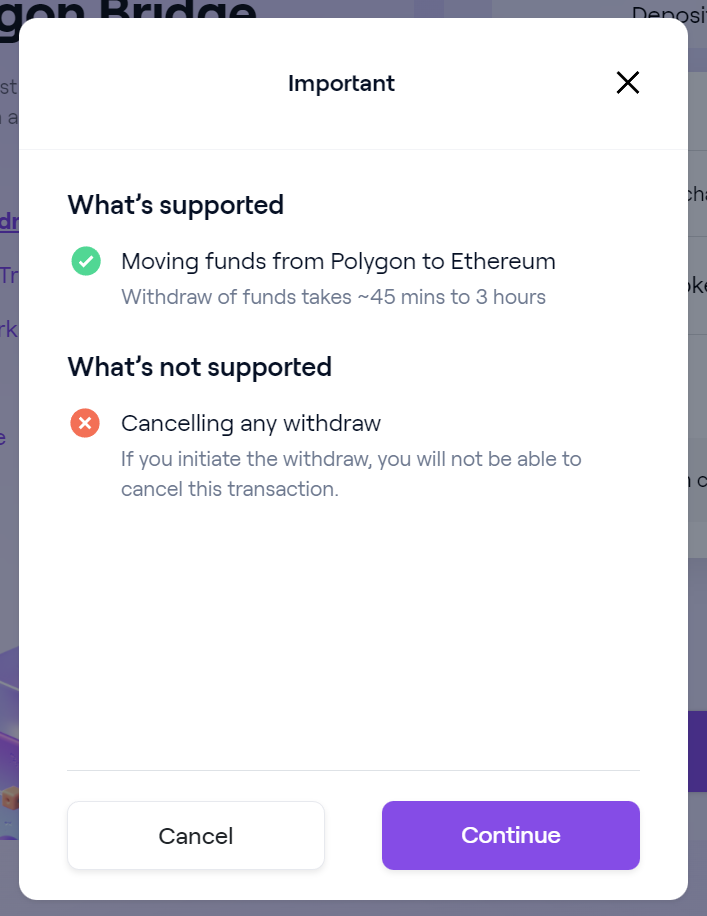 gon Bridge
Deposi
Important
What's supported
Moving funds from Polygon to Ethereum
Withdraw of funds takes ~45 mins to 3 hours
What's not supported
Cancelling any withdraw
If you initiate the withdraw, you will not be able to
cancel this transaction.
Cancel
Continue